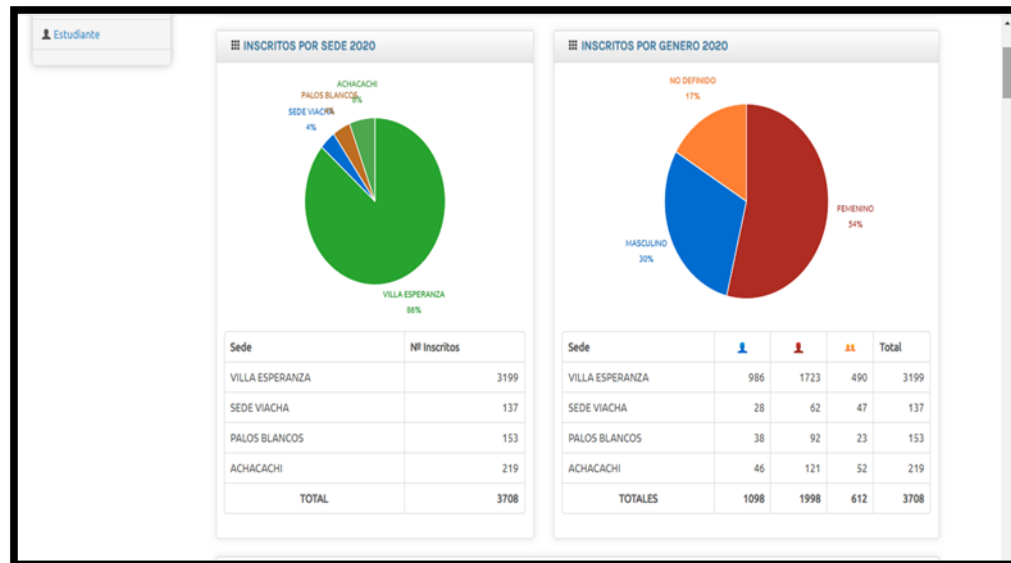 Estudiante
INSCRITOS POR SEDE 2020
ACHACACHI
6%
PALOS BLANCOS
4%
SEDE VIACHA
4%
VILLA ESPERANZA
86%
Sede Nº Inscritos
VILLA ESPERANZA 3199
SEDE VIACHA 137
PALOS BLANCOS 153
ACHACACHI 219
TOTAL 3708
INSCRITOS POR GENERO 2020
NO DEFINIDO
17%
FEMENINO
54%
MASCULINO
30%
Sede Total
VILLA ESPERANZA 986 1723 490 3199
SEDE VIACHA 28 62 47 137
PALOS BLANCOS 38 92 23 153
ACHACACHI 46 121 52 219
TOTALES 1098 1998 612 3708